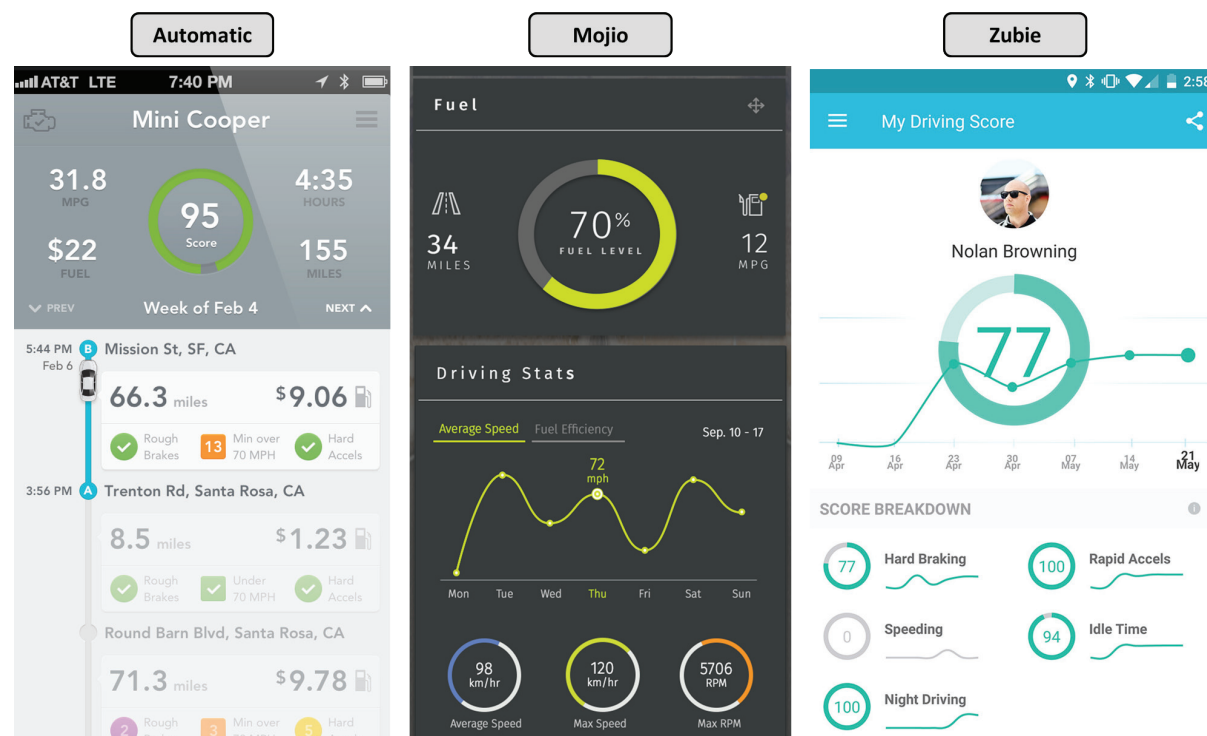 Automatic
Mojio
Zubie
AT&T LTE 7:40 PM
Mini Cooper
31.8
MPG
4:35
HOURS
95
Score
$22
FUEL
155
MILES
PREV
Week of Feb 4
NEXT
5:44 PM B Mission St, SF, CA
Feb 6
66.3 miles
$9.06
Rough
Brakes
13
Min over
70 MPH
Hard
Accels
3:56 PM A Trenton Rd, Santa Rosa, CA
8.5 miles
$1.23
Rough
Brakes
Under
70 MPH
Hard
Accels
Round Barn Blvd, Santa Rosa, CA
71.3 miles
$9.78
2
Rough
3
Min over
5
Hard
Fuel
34
MILES
70%
FUEL LEVEL
12
MPG
Driving Stats
Average Speed Fuel Efficiency Sep. 10 - 17
72
mph
Mon Tue Wed Thu Fri Sat Sun
98
km/hr
Average Speed
120
km/hr
Max Speed
5706
RPM
Max RPM
2:58
My Driving Score
Nolan Browning
77
09
Apr
16
Apr
23
Apr
30
Apr
07
May
14
May
21
May
SCORE BREAKDOWN
77 Hard Braking
100 Rapid Accels
0 Speeding
94 Idle Time
100 Night Driving